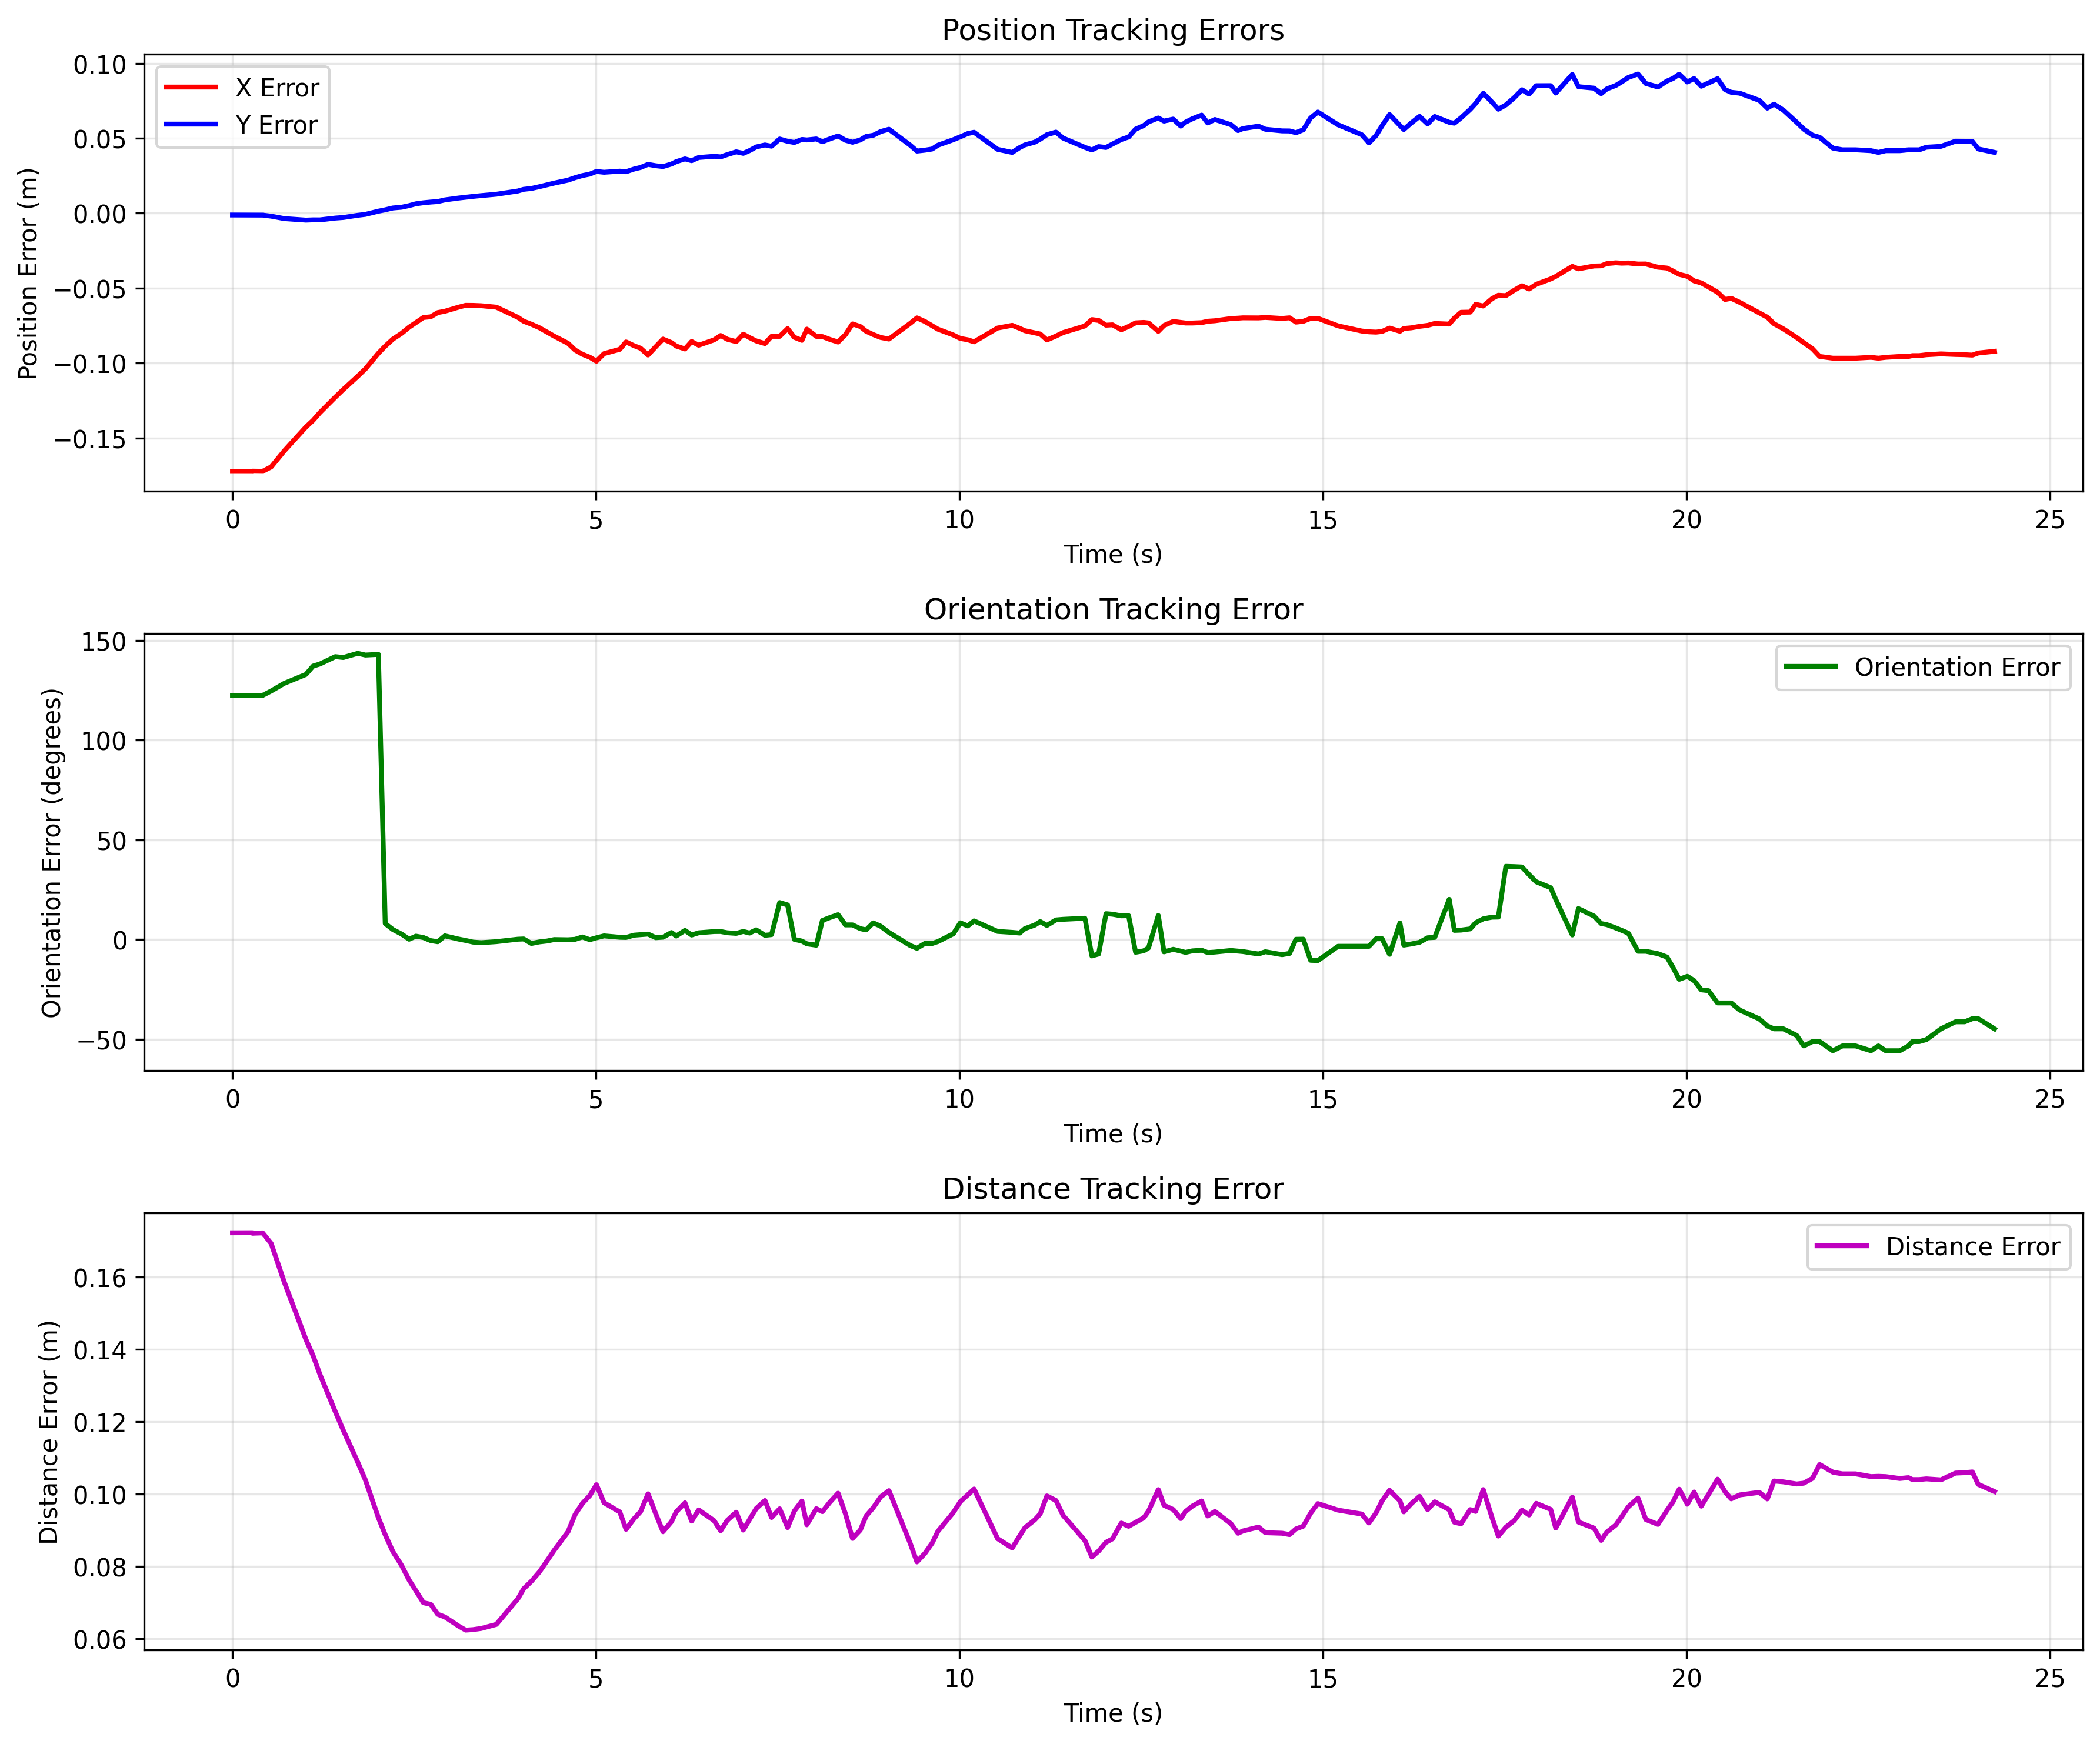 Position Tracking Errors
Position Error (m)
0.10
0.05
0.00
−0.05
−0.10
−0.15
X Error
Y Error
0 5 10 15 20 25
Time (s)
Orientation Tracking Error
Orientation Error (degrees)
150
100
50
0
−50
Orientation Error
0 5 10 15 20 25
Time (s)
Distance Tracking Error
Distance Error (m)
0.16
0.14
0.12
0.10
0.08
0.06
Distance Error
0 5 10 15 20 25
Time (s)